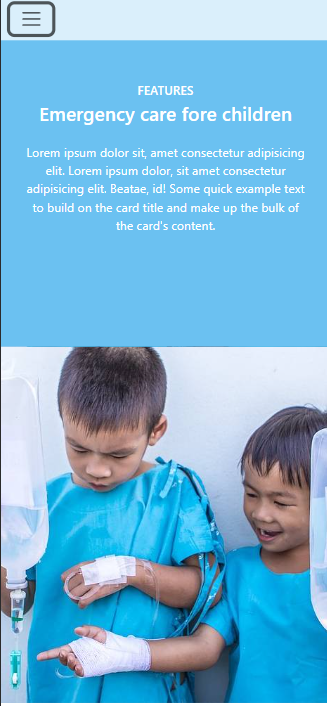 FEATURES
Emergency care fore children
Lorem ipsum dolor sit, amet consectetur adipisicing
elit. Lorem ipsum dolor, sit amet consectetur
adipisicing elit. Beatae, id! Some quick example text
to build on the card title and make up the bulk of
the card's content.